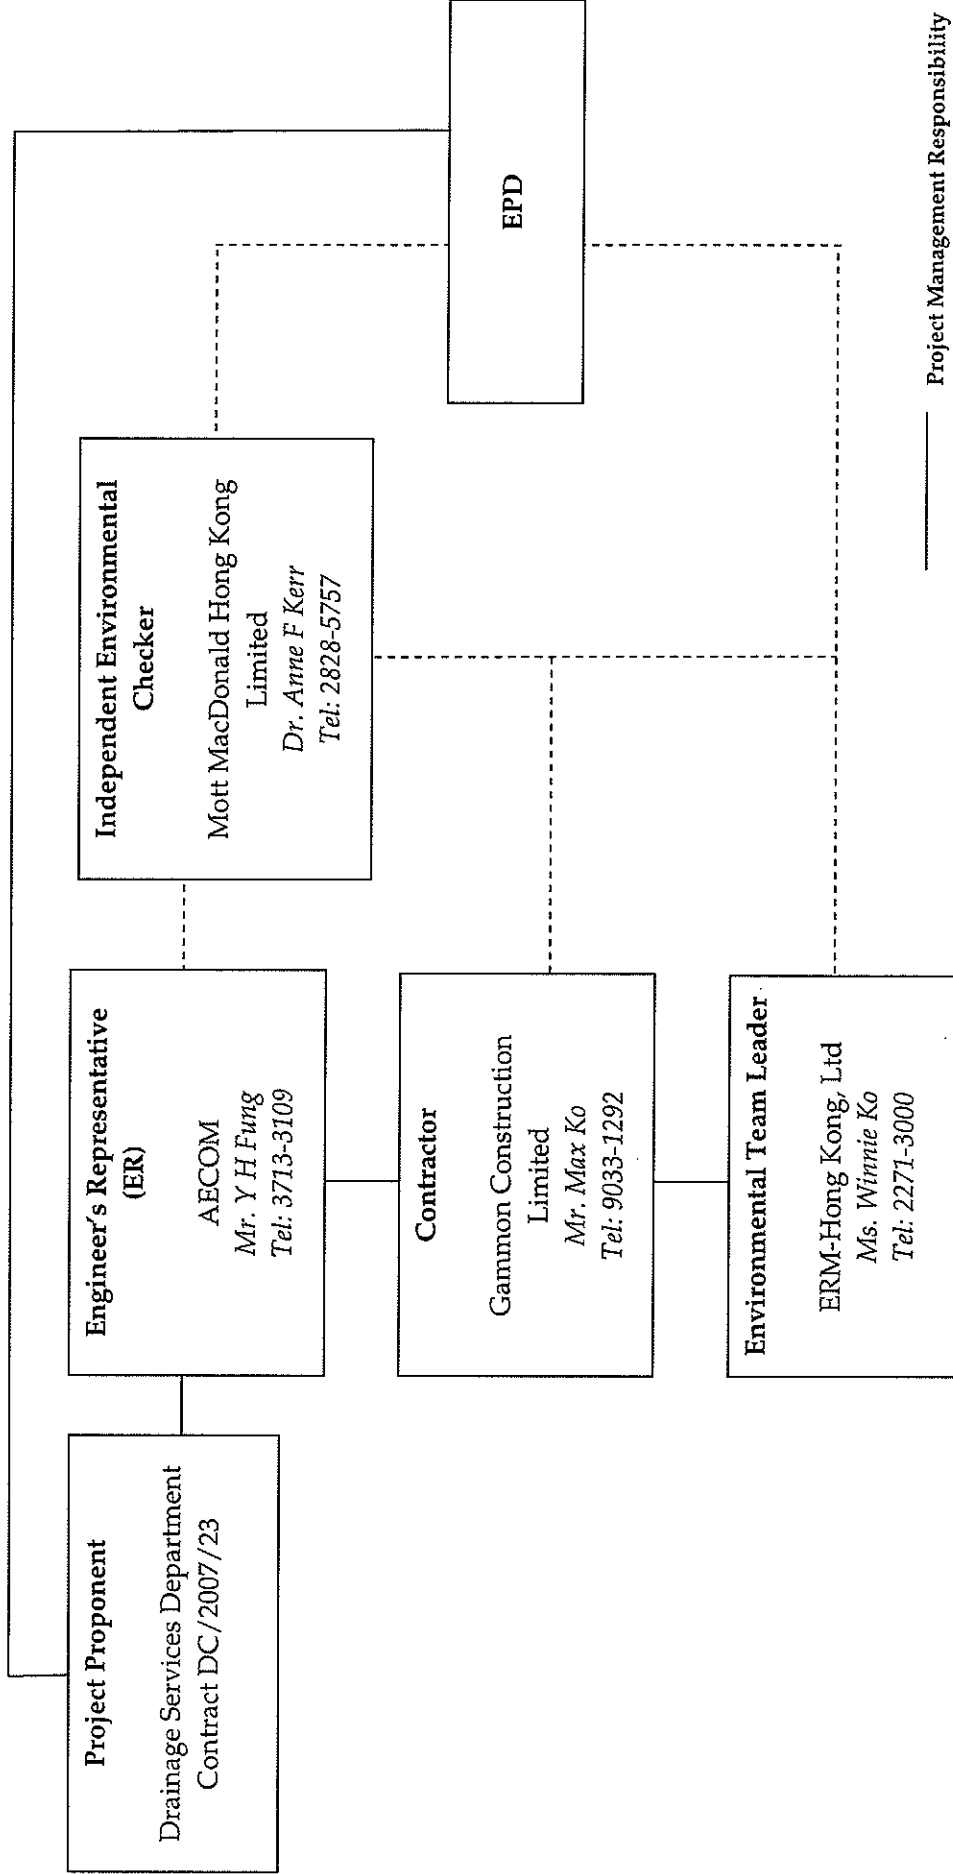 Project Proponent
Drainage Services Department
Contract DC/2007/23
Engineer's Representative
(ER)
AECOM
Mr. Y H Fung
Tel: 3713-3109
Contractor
Gammon Construction
Limited
Mr. Max Ko
Tel: 9033-1292
Environmental Team Leader
ERM-Hong Kong, Ltd
Ms. Winnie Ko
Tel: 2271-3000
Independent Environmental
Checker
Mott MacDonald Hong Kong
Limited
Dr. Anne F Kerr
Tel: 2828-5757
EPD
Project Management Responsibility